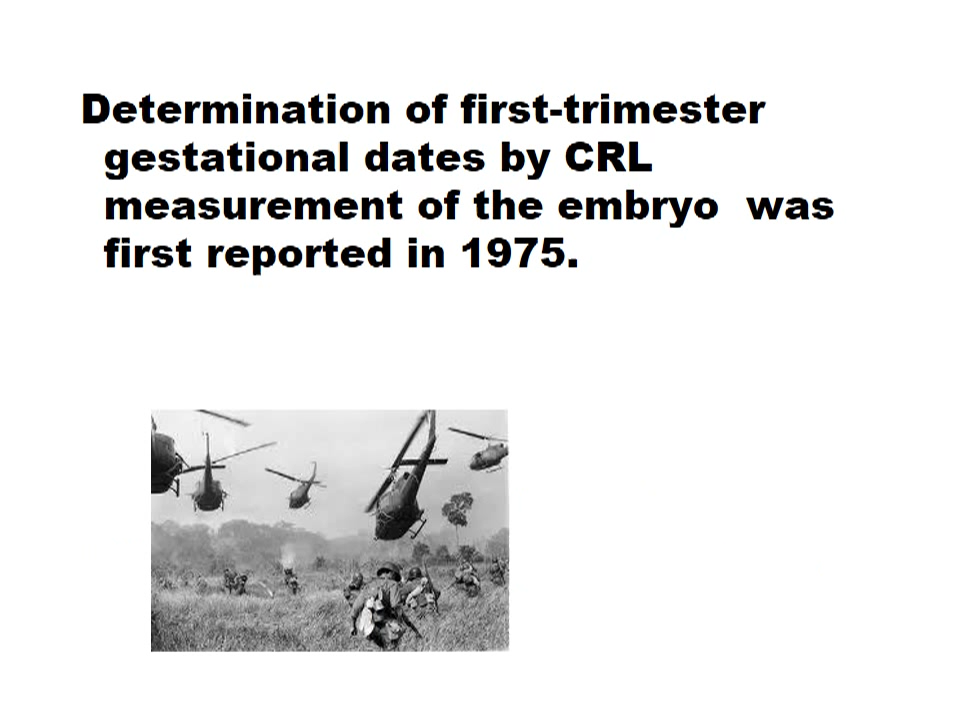 Determination of first-trimester
gestational dates by CRL
measurement of the embryo  was
first reported in 1975.